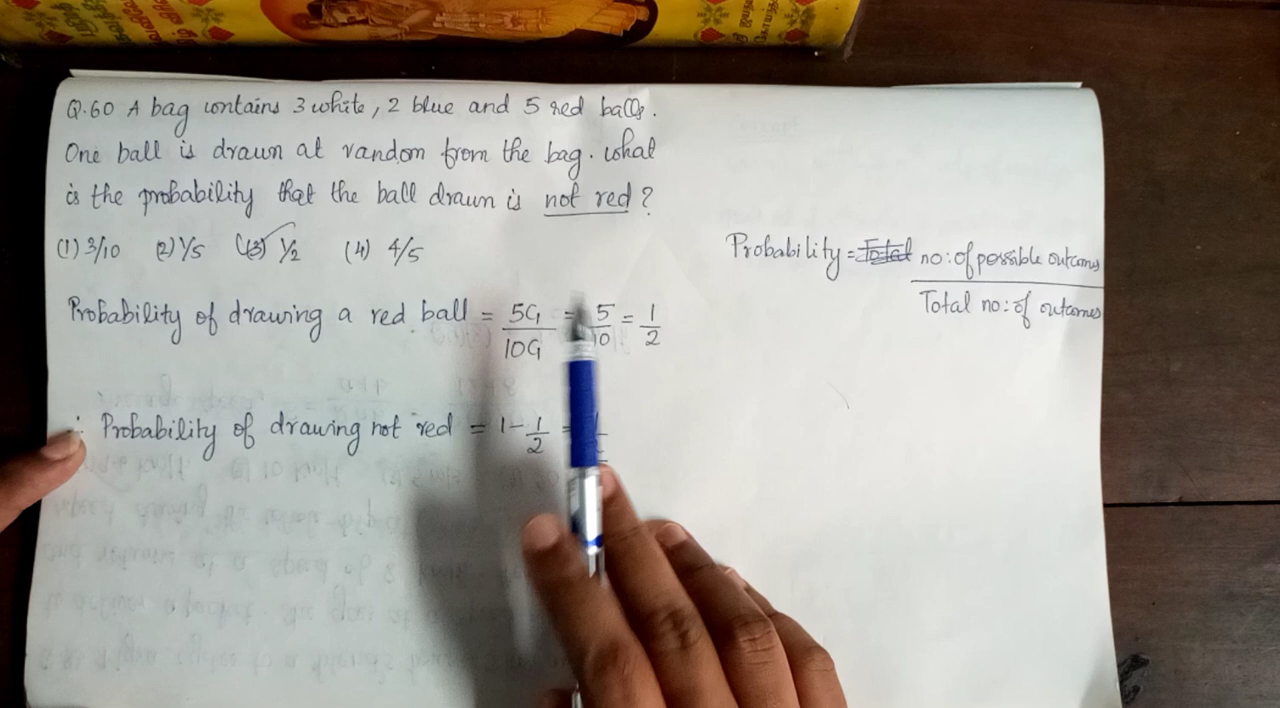 Q.60 A bag contains 3 white, 2 blue and 5 red balls.
One ball is drawn at random from the bag. what
is the probability that the ball drawn is not red?
(1) 3/10 (2) 1/5 (3) 1/2 (4) 4/5
Probability = no: of possible outcomes
Total no: of outcomes
Probability of drawing a red ball = 5C1/10C1 = 5/10 = 1/2
∴ Probability of drawing not red = 1 - 1/2 =